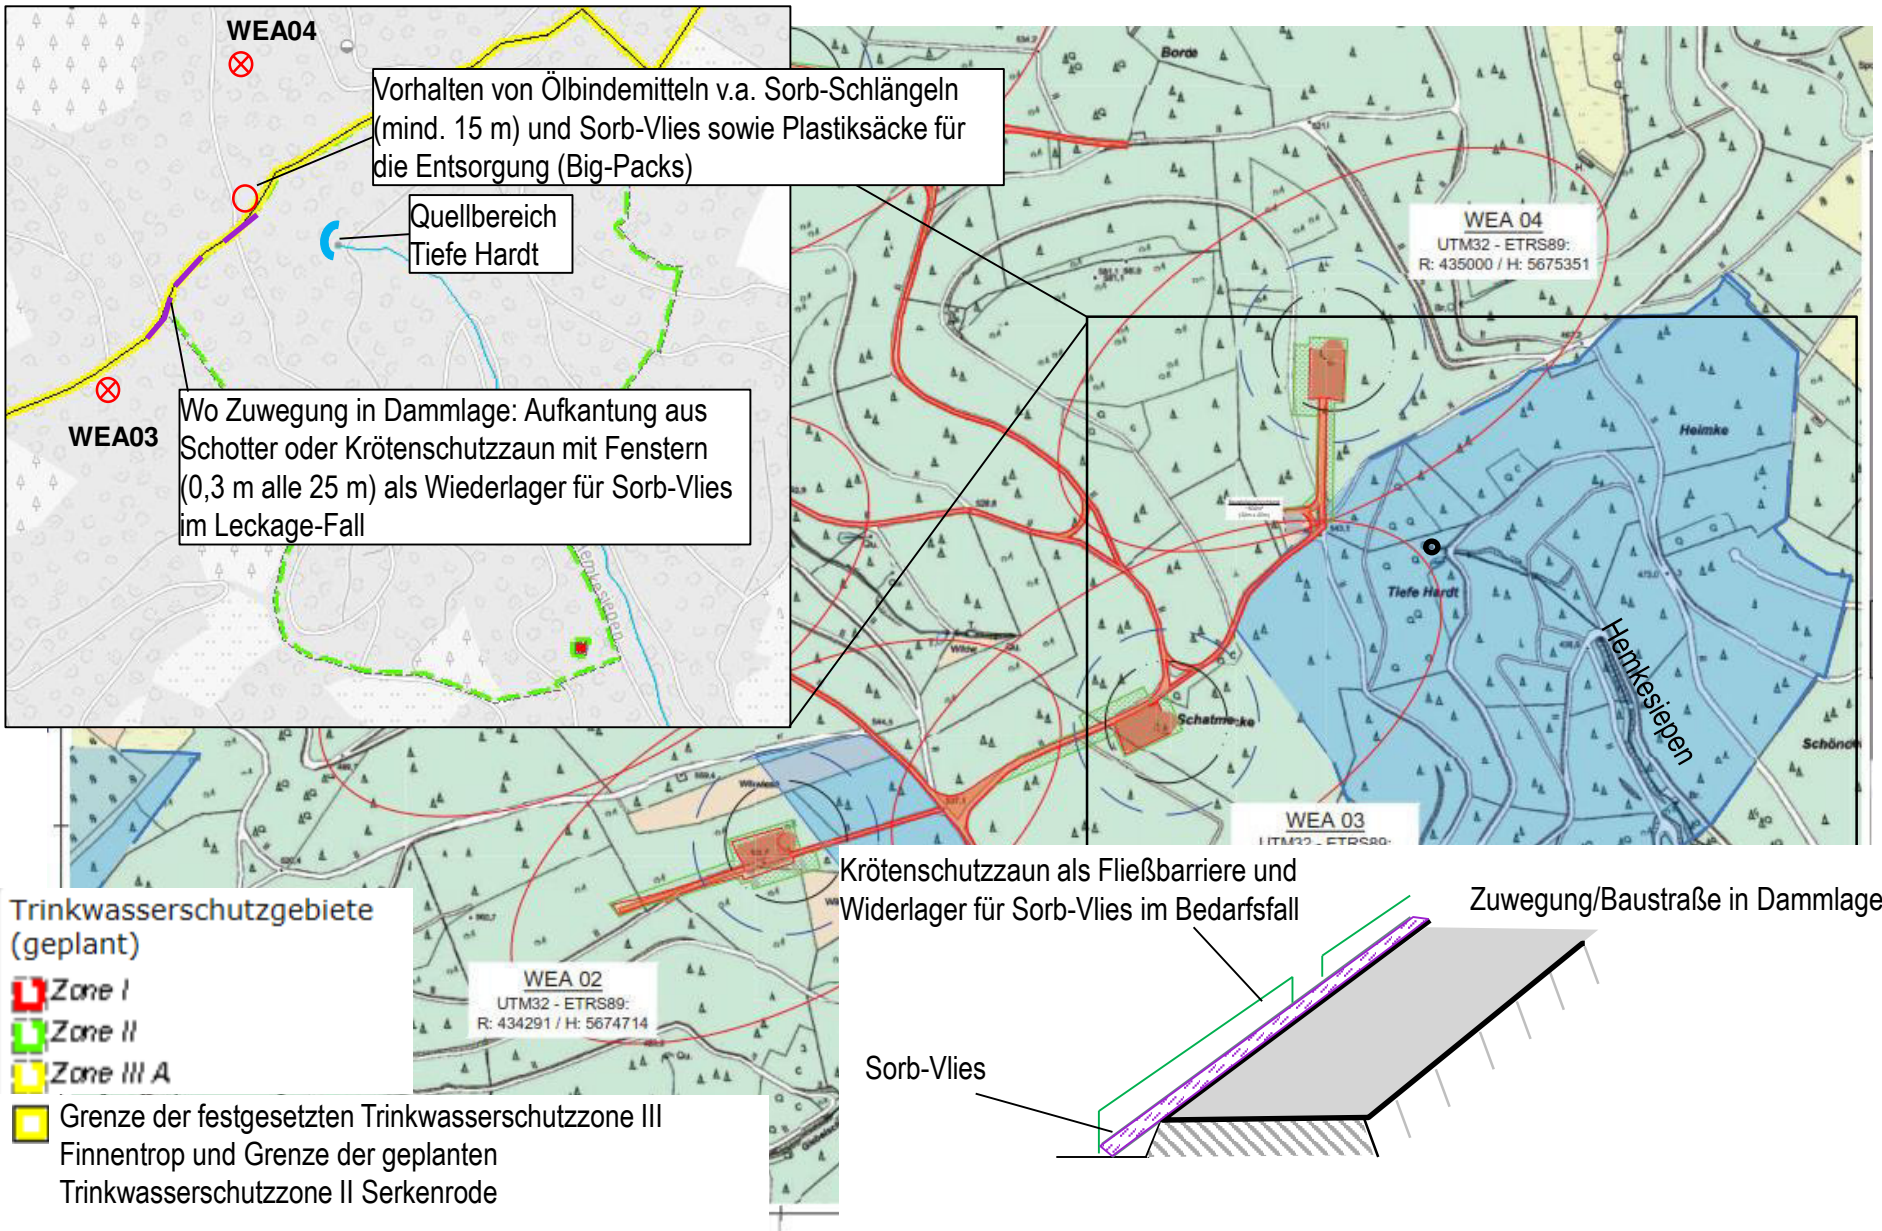 WEA04
Vorhalten von Ölbindemitteln v.a. Sorb-Schlängeln
(mind. 15 m) und Sorb-Vlies sowie Plastiksäcke für
die Entsorgung (Big-Packs)
Quellbereich
Tiefe Hardt
WEA03
Wo Zuwegung in Dammlage: Aufkantung aus
Schotter oder Krötenschutzzaun mit Fenstern
(0,3 m alle 25 m) als Wiederlager für Sorb-Vlies
im Leckage-Fall
Borde
WEA 04
UTM32 - ETRS89:
R: 435000 / H: 5675351
Heimke
Tiefe Hardt
Hemkesiepen
WEA 03
UTM32 - ETRS89:
WEA 02
UTM32 - ETRS89:
R: 434291 / H: 5674714
Trinkwasserschutzgebiete
(geplant)
Zone I
Zone II
Zone III A
Grenze der festgesetzten Trinkwasserschutzzone III
Finnentrop und Grenze der geplanten
Trinkwasserschutzzone II Serkenrode
Krötenschutzzaun als Fließbarriere und
Widerlager für Sorb-Vlies im Bedarfsfall
Zuwegung/Baustraße in Dammlage
Sorb-Vlies